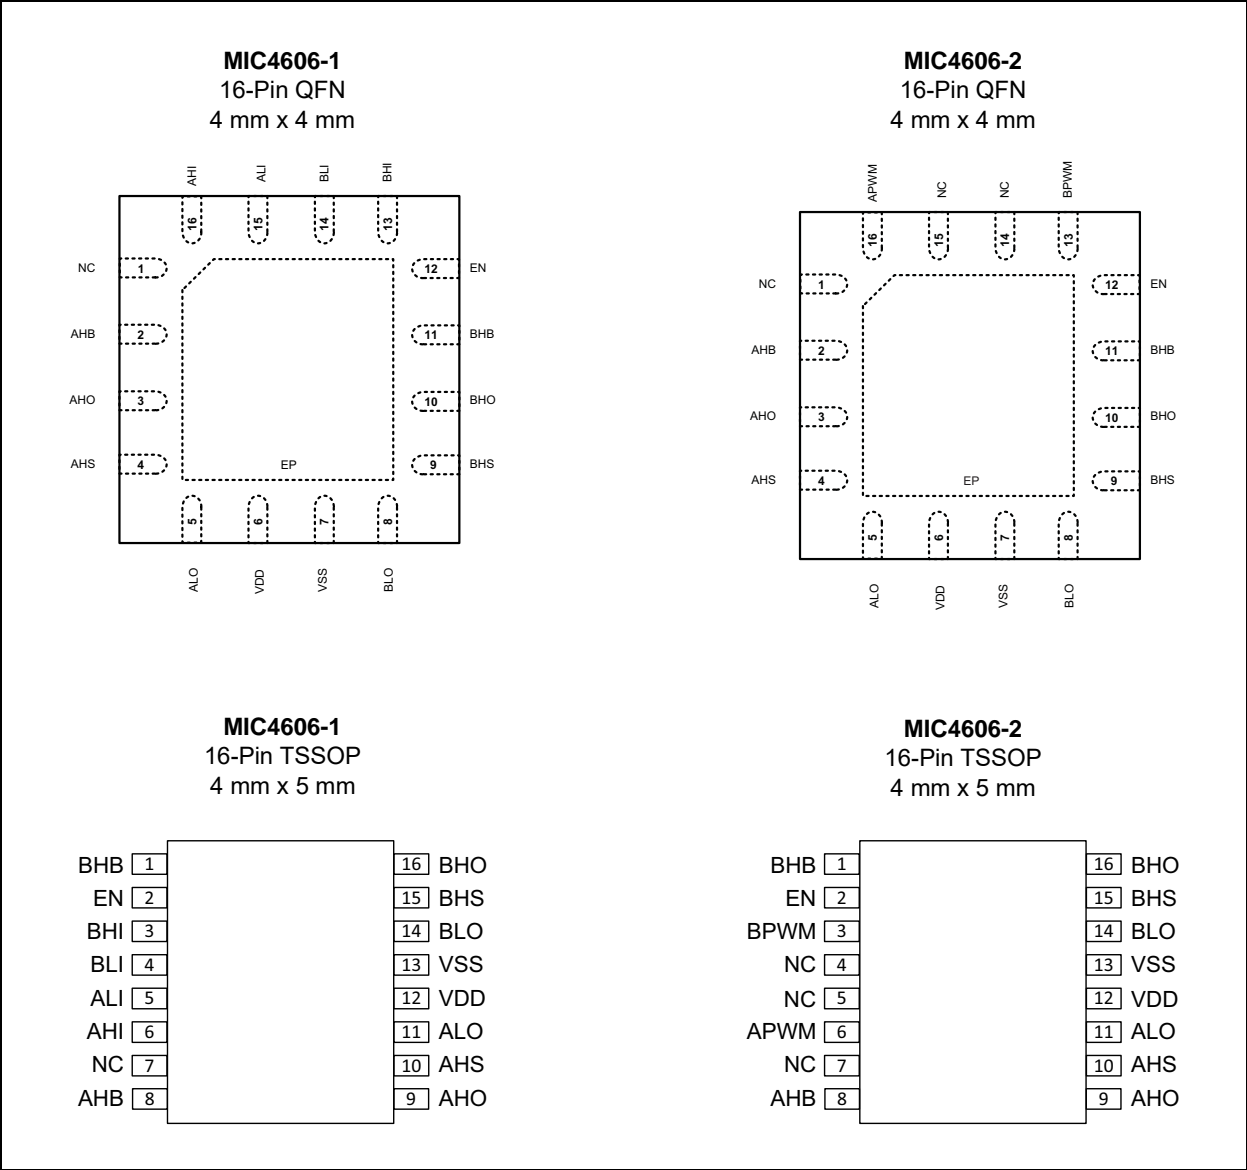 MIC4606-1
16-Pin QFN
4 mm x 4 mm
AHI ALI BLI BHI
16 15 14 13
NC 1 12 EN
AHB 2 11 BHB
AHO 3 10 BHO
AHS 4 9 BHS
EP
5 6 7 8
ALO VDD VSS BLO
MIC4606-2
16-Pin QFN
4 mm x 4 mm
APWM NC NC BPWM
16 15 14 13
NC 1 12 EN
AHB 2 11 BHB
AHO 3 10 BHO
AHS 4 9 BHS
EP
5 6 7 8
ALO VDD VSS BLO
MIC4606-1
16-Pin TSSOP
4 mm x 5 mm
BHB 1 16 BHO
EN 2 15 BHS
BHI 3 14 BLO
BLI 4 13 VSS
ALI 5 12 VDD
AHI 6 11 ALO
NC 7 10 AHS
AHB 8 9 AHO
MIC4606-2
16-Pin TSSOP
4 mm x 5 mm
BHB 1 16 BHO
EN 2 15 BHS
BPWM 3 14 BLO
NC 4 13 VSS
NC 5 12 VDD
APWM 6 11 ALO
NC 7 10 AHS
AHB 8 9 AHO